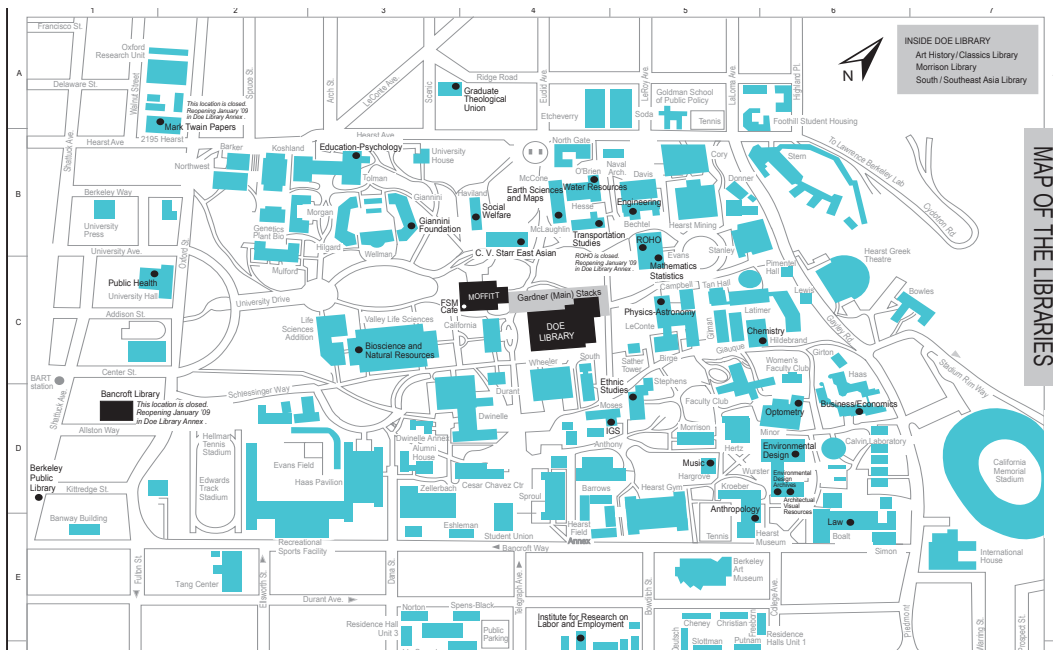 1 2 3 4 5 6 7
Francisco St.
Oxford
Research Unit
A
Delaware St.
Walnut Street
Spruce St.
Arch St.
LeConte Ave.
Scenic
Ridge Road
Euclid Ave.
LeRoy Ave.
LaLoma Ave.
Highland Pl.
Graduate
Theological
Union
Etcheverry
Soda
Goldman School
of Public Policy
Tennis
Foothill Student Housing
N
INSIDE DOE LIBRARY
Art History/Classics Library
Morrison Library
South/Southeast Asia Library
MAP OF THE LIBRARIES
This location is closed.
Reopening January '09
in Doe Library Annex .
Mark Twain Papers
2195 Hearst
Hearst Ave
Hearst Ave.
Shattuck Ave.
Barker
Koshland
Northwest
Education-Psychology
Tolman
University
House
North Gate
McCone
Naval
Arch.
O'Brien
Water Resources
Davis
Cory
Donner
Stern
To Lawrence Berkeley Lab
Cyclotron Rd.
B
Berkeley Way
University
Press
Morgan
Genetics
Plant Bio
Hilgard
Giannini
Giannini
Foundation
Wellman
Haviland
Social
Welfare
Earth Sciences
and Maps
Hesse
McLaughlin
Engineering
Bechtel
Hearst Mining
Transportation
Studies
C. V. Starr East Asian
ROHO is closed.
Reopening January '09
in Doe Library Annex .
ROHO
Evans
Mathematics
Statistics
Stanley
Hearst Greek
Theatre
University Ave.
Oxford St.
Mulford
Public Health
University Hall
University Drive
Addison St.
C
FSM
Cafe
MOFFITT
Gardner (Main) Stacks
DOE
LIBRARY
Campbell
Physics-Astronomy
LeConte
Tan Hall
Gilman
Latimer
Pimentel
Hall
Lewis
Chemistry
Hildebrand
Giauque
Gayley Rd.
Bowles
Life
Sciences
Addition
Valley Life Sciences
Bioscience and
Natural Resources
California
Wheeler
South
Sather
Tower
Birge
Women's
Faculty Club
Girton
Haas
Stadium Rim Way
Center St.
BART
station
Shattuck Ave.
Bancroft Library
This location is closed.
Reopening January '09
in Doe Library Annex .
Schlessinger Way
Durant
Dwinelle
Ethnic
Studies
Stephens
Moses
IGS
Faculty Club
Optometry
Minor
Business/Economics
Calvin Laboratory
Allston Way
D
Hellman
Tennis
Stadium
Edwards
Track
Stadium
Evans Field
Haas Pavilion
Dwinelle Annex
Alumni
House
Zellerbach
Cesar Chavez Ctr
Anthony
Morrison
Hertz
Music
Hargrove
Environmental
Design
Wurster
Environmental
Design
Archives
Architectual
Visual
Resources
California
Memorial
Stadium
Berkeley
Public
Library
Kittredge St.
Banway Building
Sproul
Barrows
Hearst Gym
Kroeber
Anthropology
Tennis
Hearst
Museum
Law
Boalt
Simon
International
House
Recreational
Sports Facility
Eshleman
Student Union
Hearst
Field
Annex
Bancroft Way
E
Fulton St.
Tang Center
Ellsworth St.
Dana St.
Telegraph Ave.
Bowditch St.
College Ave.
Berkeley
Art
Museum
Piedmont
Warring St.
Prospect St.
Durant Ave.
Norton
Spens-Black
Residence Hall
Unit 3
Public
Parking
Institute for Research on
Labor and Employment
Deutsch
Cheney
Christian
Freeborn
Slottman
Putnam
Residence
Halls Unit 1